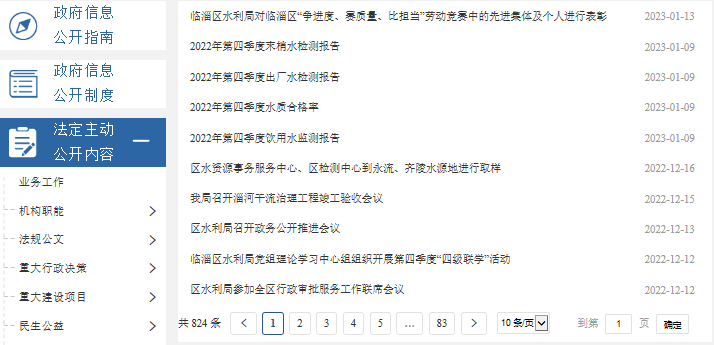 政府信息
公开指南
政府信息
公开制度
法定主动
公开内容
业务工作
机构职能
法规公文
重大行政决策
重大建设项目
民生公益
临淄区水利局对临淄区“争进度、赛质量、比担当”劳动竞赛中的先进集体及个人进行表彰 2023-01-13
2022年第四季度末梢水检测报告 2023-01-09
2022年第四季度出厂水检测报告 2023-01-09
2022年第四季度水质合格率 2023-01-09
2022年第四季度饮用水监测报告 2023-01-09
区水资源事务服务中心、区检测中心到永流、齐陵水源地进行取样 2022-12-16
我局召开淄河干流治理工程竣工验收会议 2022-12-15
区水利局召开政务公开推进会议 2022-12-13
临淄区水利局党组理论学习中心组组织开展第四季度“四级联学”活动 2022-12-12
区水利局参加全区行政审批服务工作联席会议 2022-12-12
共 824 条 < 1 2 3 4 5 ... 83 > 10 条/页 到第 1 页 确定